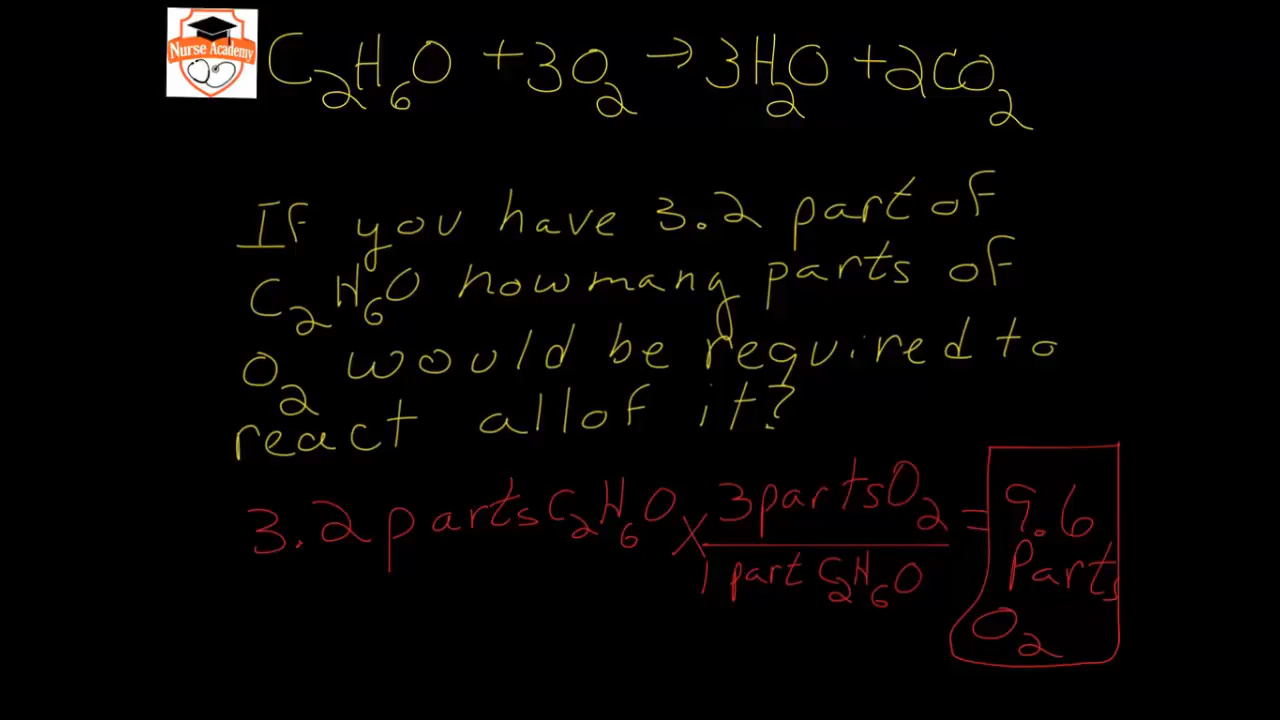 Nurse Academy
C₂H₆O + 3O₂ → 3H₂O + 2CO₂
If you have 3.2 part of
C₂H₆O how mang parts of
O₂ would be required to
react all of it?
3.2 parts C₂H₆O × 3 parts O₂ / 1 part C₂H₆O = 9.6 Parts O₂